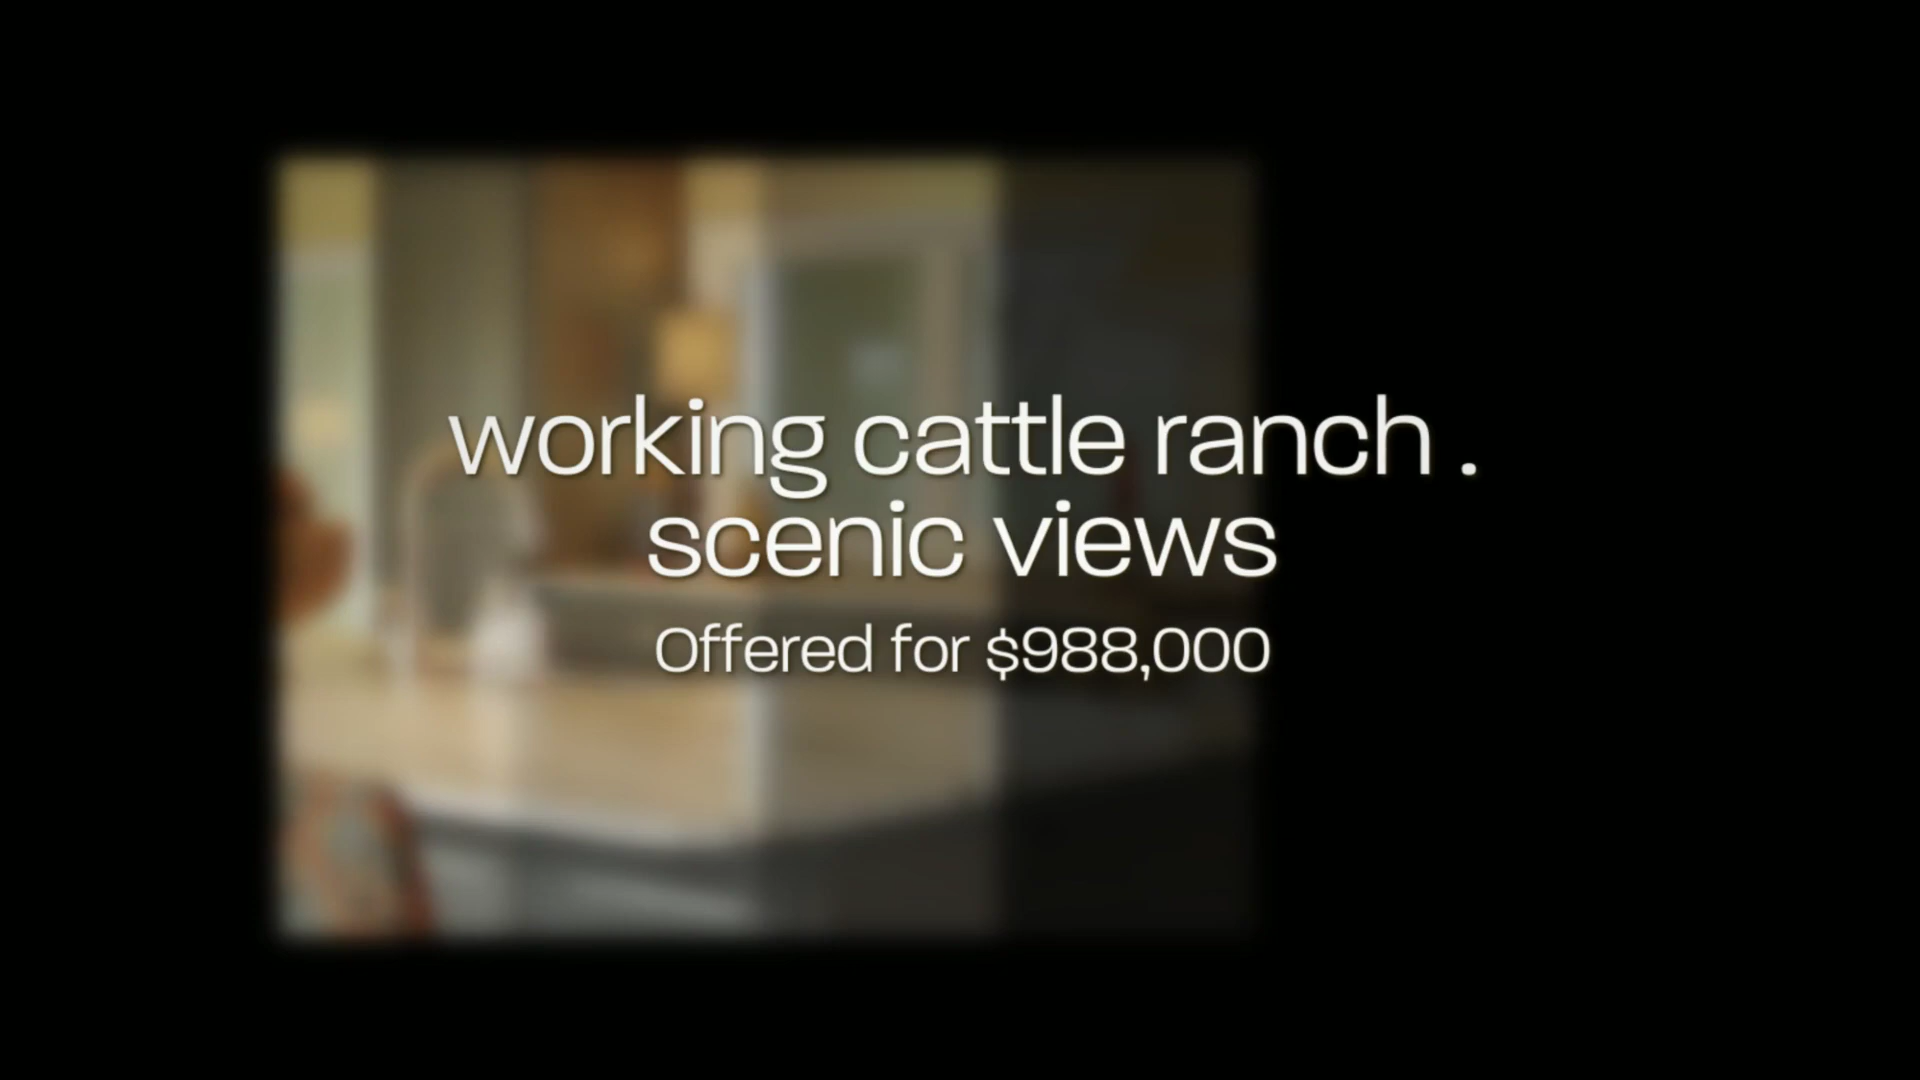 working cattle ranch .
scenic views
Offered for $988,000